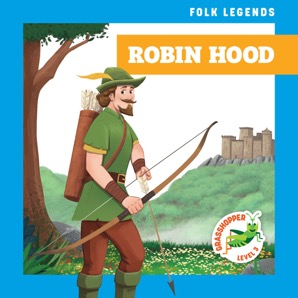 FOLK LEGENDS
ROBIN HOOD
GRASSHOPPER
LEVEL 3